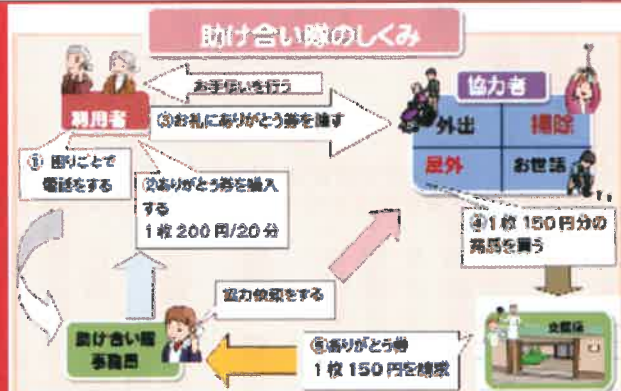 助け合い隊のしくみ
お手伝いを行う
利用者
③お礼にありがとう券を渡す
協力者
外出
掃除
屋外
お世話
① 困りごとで
電話をする
②ありがとう券を購入
する
1枚200円/20分
④1枚150円分の
商品を買う
協力依頼をする
助け合い隊
事務局
⑤ありがとう券
1枚150円を請求